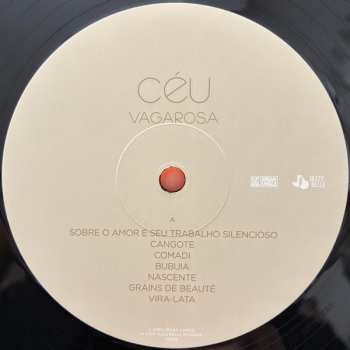 CéU
VAGAROSA
A
SOBRE O AMOR E SEU TRABALHO SILENCIOSO
CANGOTE
COMADI
BUBUIA
NASCENTE
GRAINS DE BEAUTÉ
VIRA-LATA